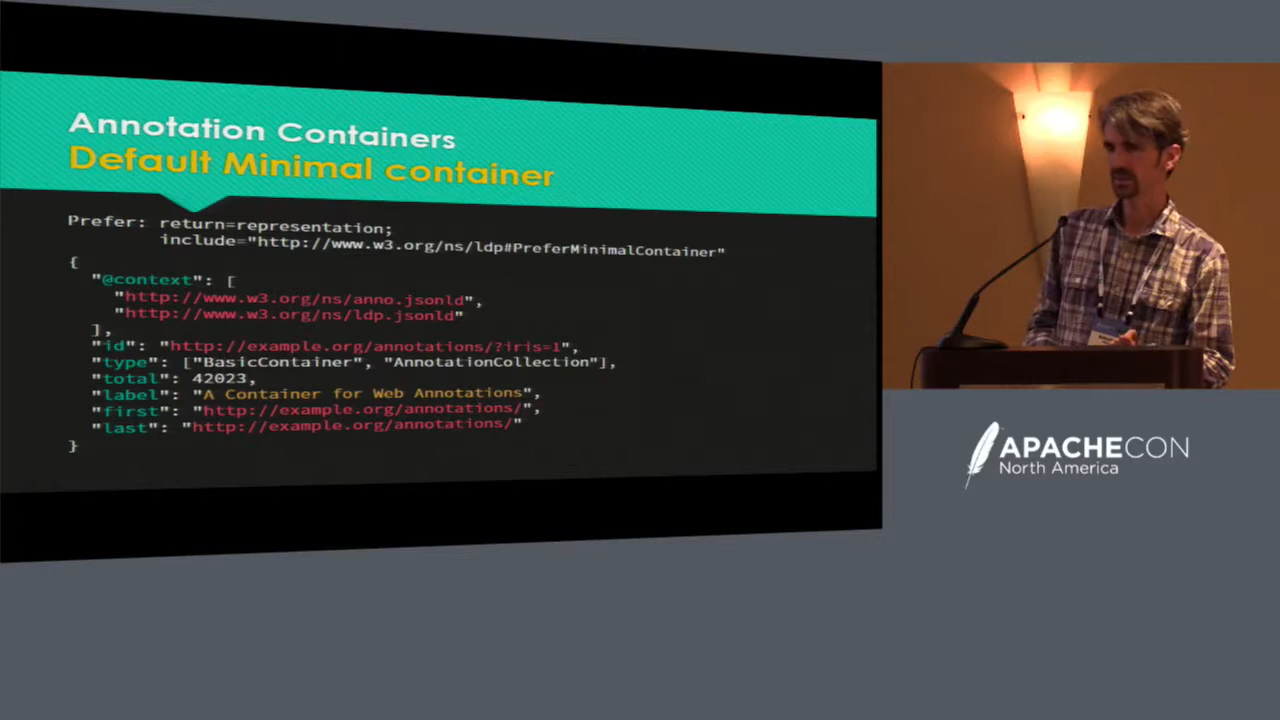 Annotation Containers
Default Minimal container
Prefer: return=representation;
include="http://www.w3.org/ns/ldp#PreferMinimalContainer"
{
"@context": [
"http://www.w3.org/ns/anno.jsonld",
"http://www.w3.org/ns/ldp.jsonld"
],
"id": "http://example.org/annotations/?iris=1",
"type": ["BasicContainer", "AnnotationCollection"],
"total": 42023,
"label": "A Container for Web Annotations",
"first": "http://example.org/annotations/",
"last": "http://example.org/annotations/"
}
APACHECON
North America